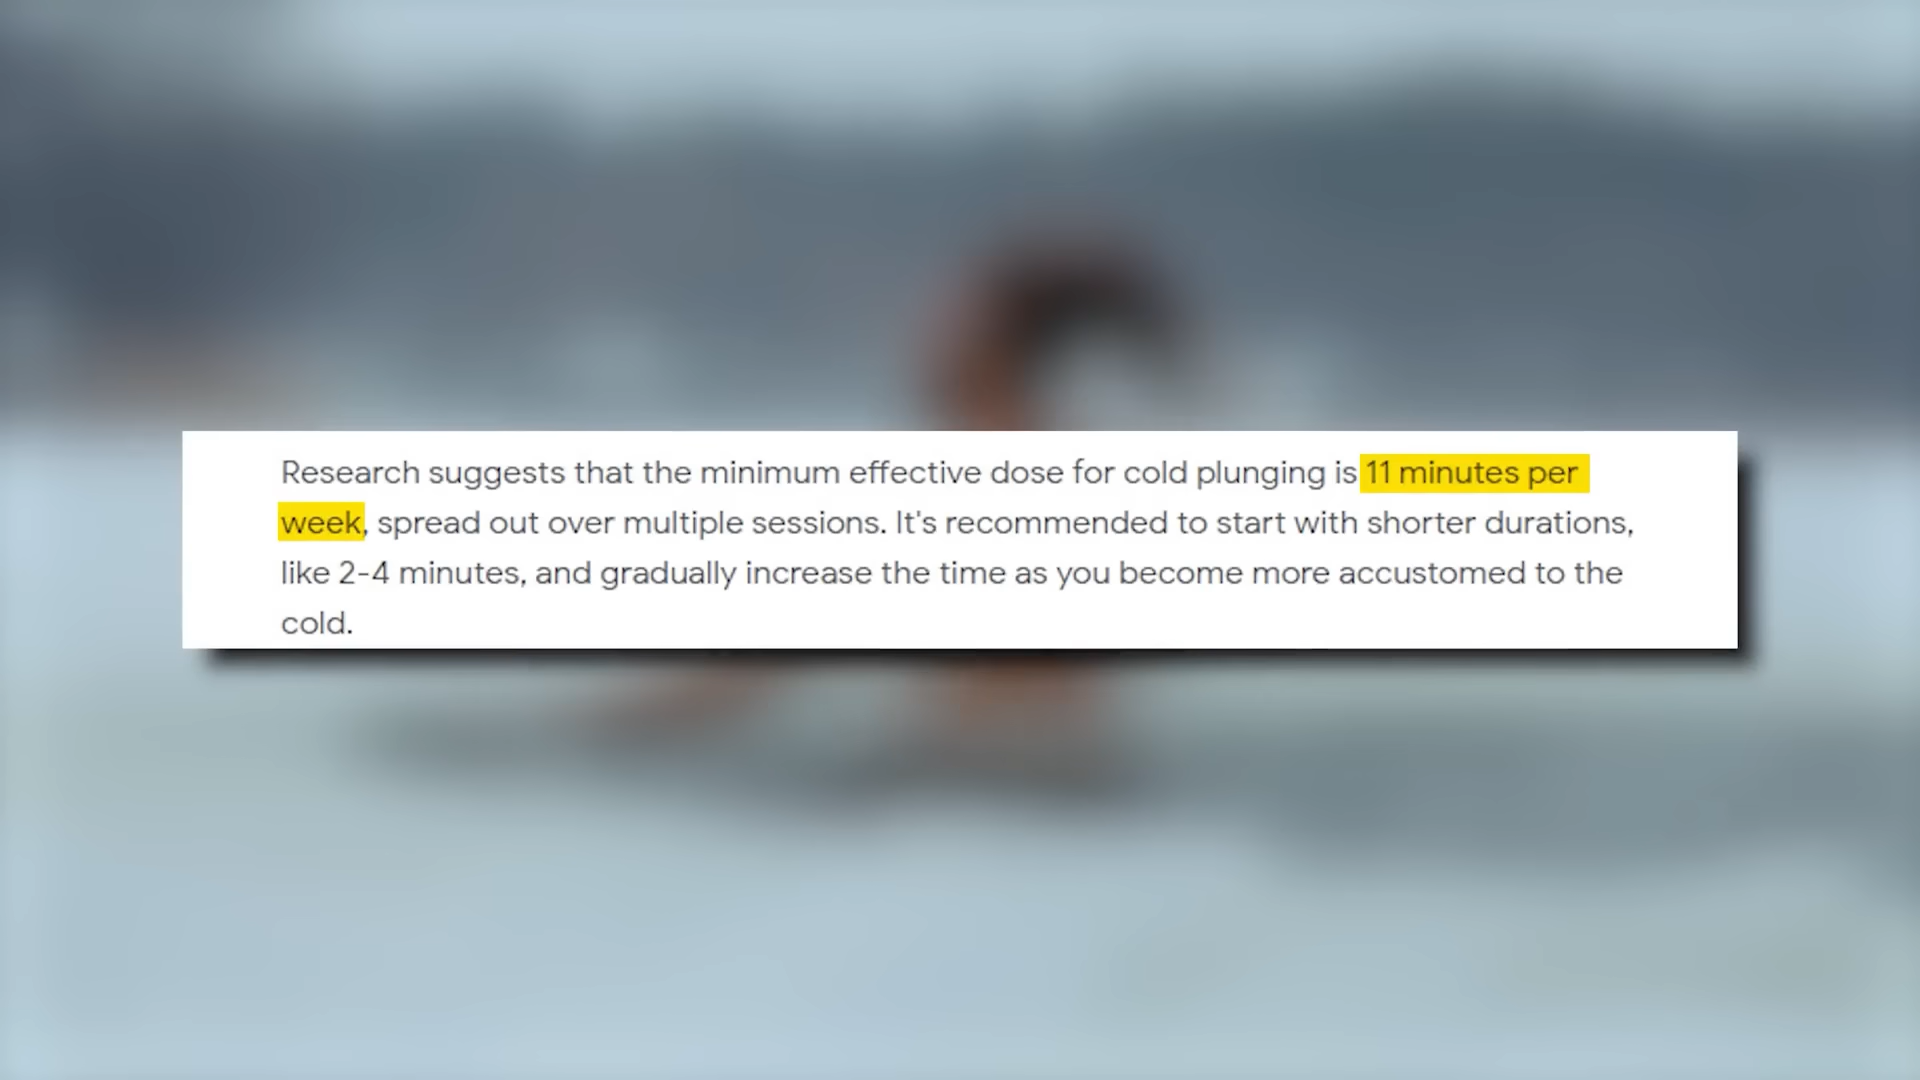 Research suggests that the minimum effective dose for cold plunging is 11 minutes per
week, spread out over multiple sessions. It's recommended to start with shorter durations,
like 2-4 minutes, and gradually increase the time as you become more accustomed to the
cold.